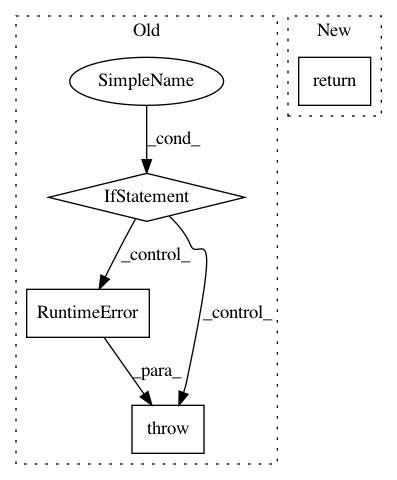 Old
New
SimpleName
return
_cond_
IfStatement
_control_
_control_
RuntimeError
_para_
throw